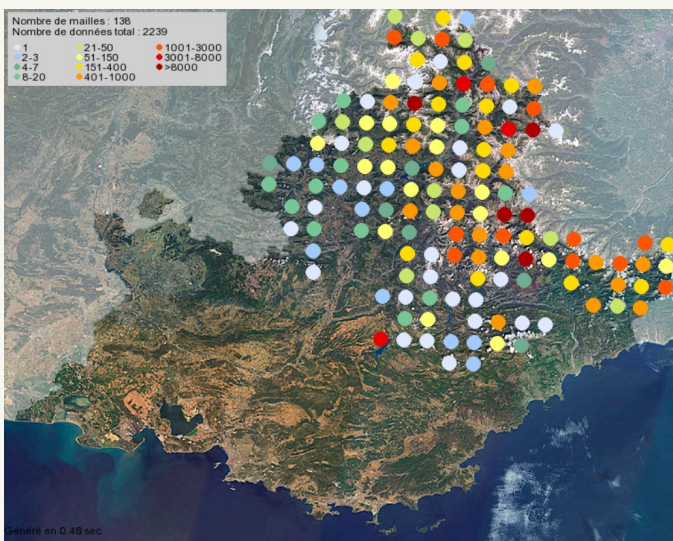 Nombre de mailles : 138
Nombre de données total : 2239
1 21-50 1001-3000
2-3 51-150 3001-8000
4-7 151-400 >8000
8-20 401-1000
Généré en 0.46 sec